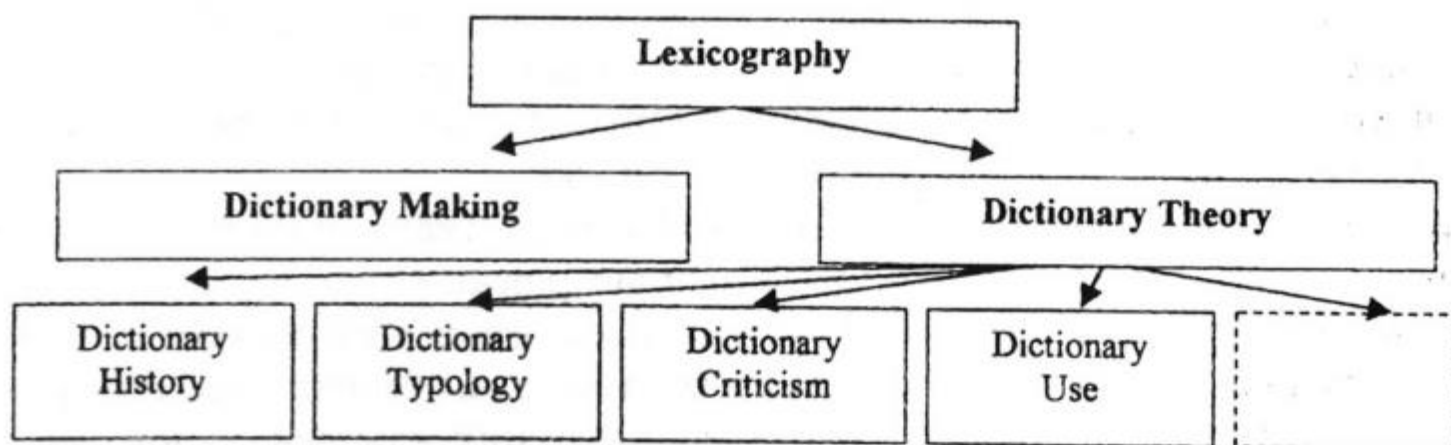 Lexicography
Dictionary Making
Dictionary Theory
Dictionary
History
Dictionary
Typology
Dictionary
Criticism
Dictionary
Use